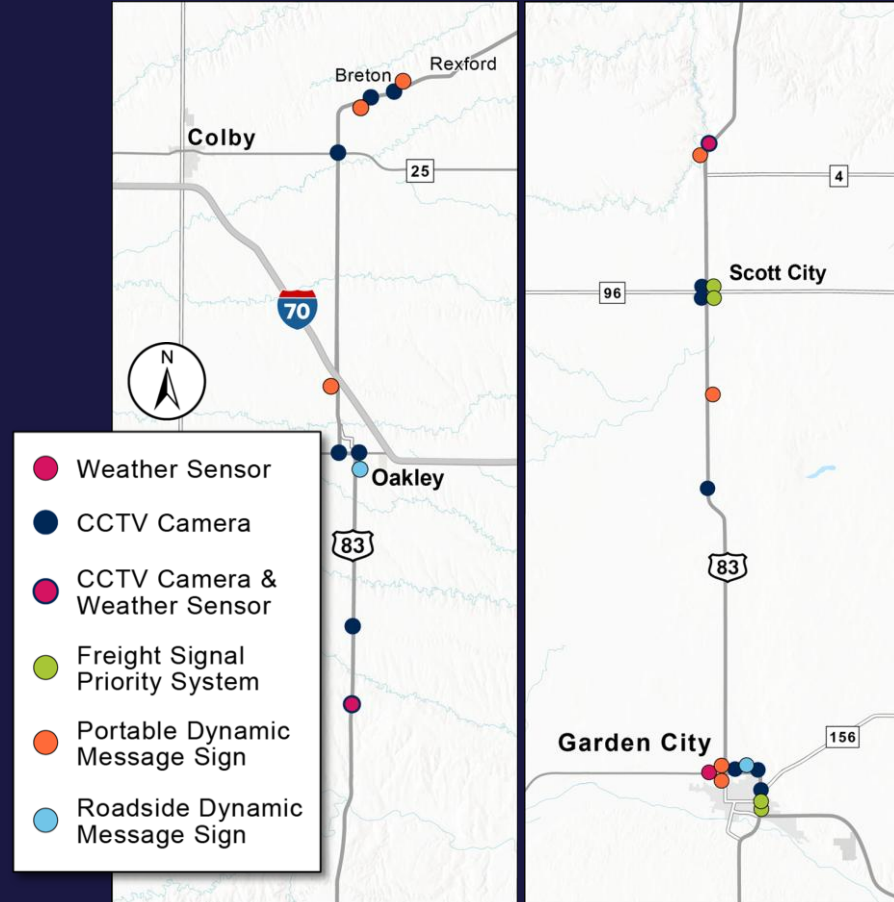 Breton
Rexford
Colby
25
70
N
Oakley
83
Weather Sensor
CCTV Camera
CCTV Camera &
Weather Sensor
Freight Signal
Priority System
Portable Dynamic
Message Sign
Roadside Dynamic
Message Sign
4
Scott City
96
83
Garden City
156